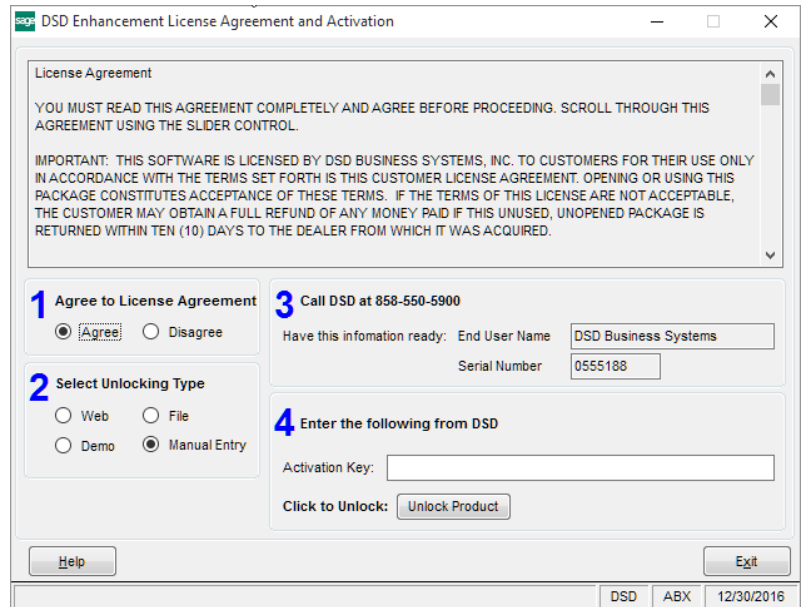 sage DSD Enhancement License Agreement and Activation
License Agreement
YOU MUST READ THIS AGREEMENT COMPLETELY AND AGREE BEFORE PROCEEDING. SCROLL THROUGH THIS
AGREEMENT USING THE SLIDER CONTROL.
IMPORTANT: THIS SOFTWARE IS LICENSED BY DSD BUSINESS SYSTEMS, INC. TO CUSTOMERS FOR THEIR USE ONLY
IN ACCORDANCE WITH THE TERMS SET FORTH IS THIS CUSTOMER LICENSE AGREEMENT. OPENING OR USING THIS
PACKAGE CONSTITUTES ACCEPTANCE OF THESE TERMS. IF THE TERMS OF THIS LICENSE ARE NOT ACCEPTABLE,
THE CUSTOMER MAY OBTAIN A FULL REFUND OF ANY MONEY PAID IF THIS UNUSED, UNOPENED PACKAGE IS
RETURNED WITHIN TEN (10) DAYS TO THE DEALER FROM WHICH IT WAS ACQUIRED.
1 Agree to License Agreement
Agree Disagree
2 Select Unlocking Type
Web File
Demo Manual Entry
3 Call DSD at 858-550-5900
Have this infomation ready: End User Name DSD Business Systems
Serial Number 0555188
4 Enter the following from DSD
Activation Key:
Click to Unlock: Unlock Product
Help Exit
DSD ABX 12/30/2016